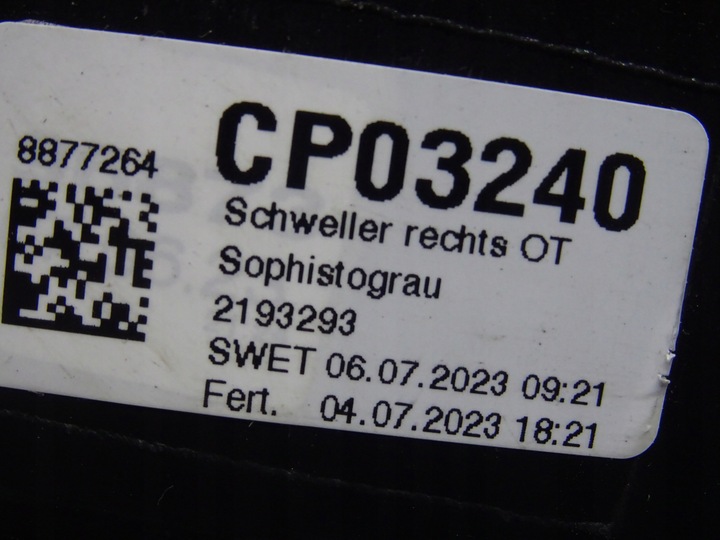 8877264
CP03240
Schweller rechts OT
Sophistograu
2193293
SWET 06.07.2023 09:21
Fert. 04.07.2023 18:21